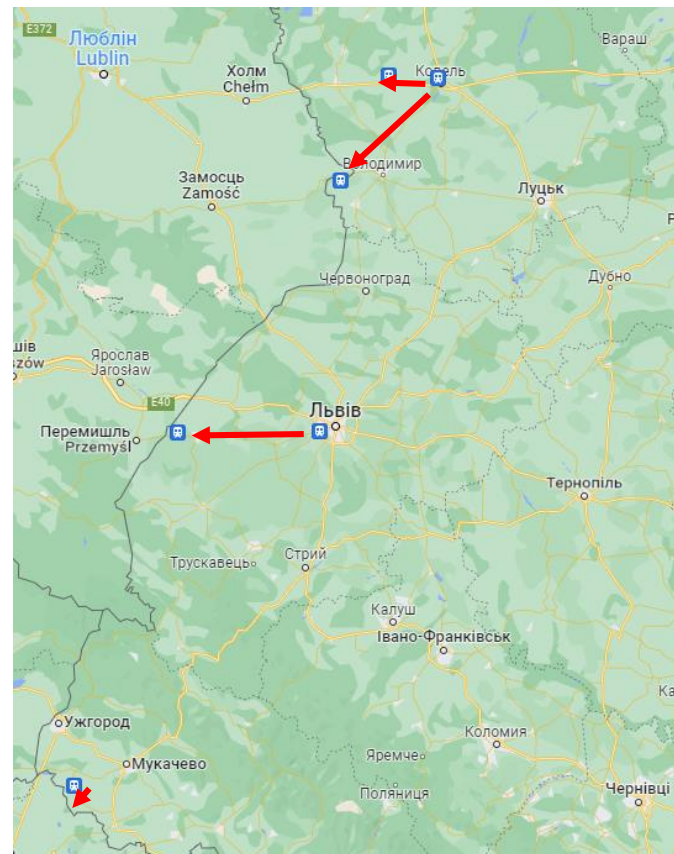 E372
Люблін
Lublin
Холм
Chełm
Ковель
Вараш
Замосць
Zamość
Володимир
Луцьк
Червоноград
Дубно
шів
zów
Ярослав
Jarosław
E40
Львів
Перемишль
Przemyśl
Тернопіль
Трускавець
Стрий
Калуш
Івано-Франківськ
Ка
Ужгород
Мукачево
Коломия
Яремче
Поляниця
Чернівці